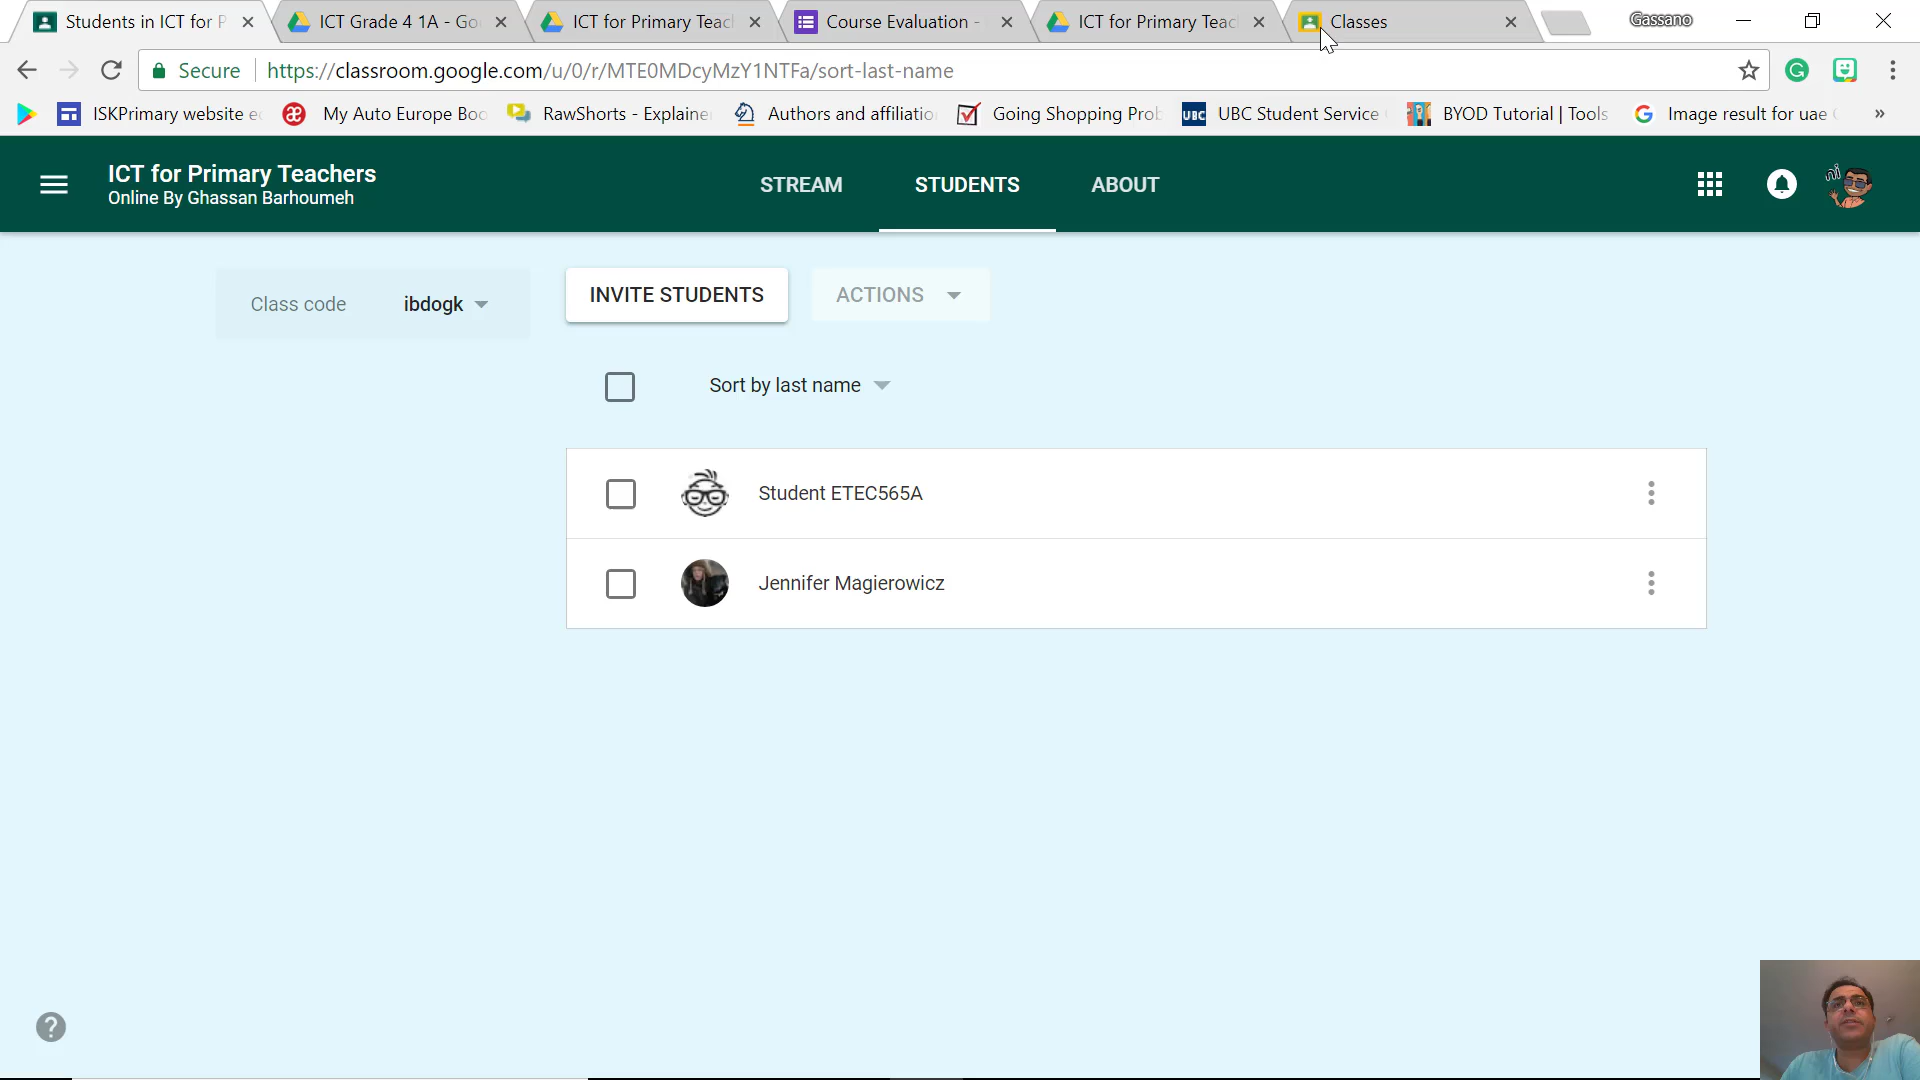 Students in ICT for P
ICT Grade 4 1A - Go
ICT for Primary Teac
Course Evaluation -
ICT for Primary Teac
Classes
Gassano
Secure
https://classroom.google.com/u/0/r/MTE0MDcyMzY1NTFa/sort-last-name
ISKPrimary website e
My Auto Europe Boo
RawShorts - Explaine
Authors and affiliatio
Going Shopping Prob
UBC
UBC Student Service
BYOD Tutorial | Tools
Image result for uae
»
ICT for Primary Teachers
Online By Ghassan Barhoumeh
STREAM
STUDENTS
ABOUT
Class code
ibdogk
INVITE STUDENTS
ACTIONS
Sort by last name
Student ETEC565A
Jennifer Magierowicz